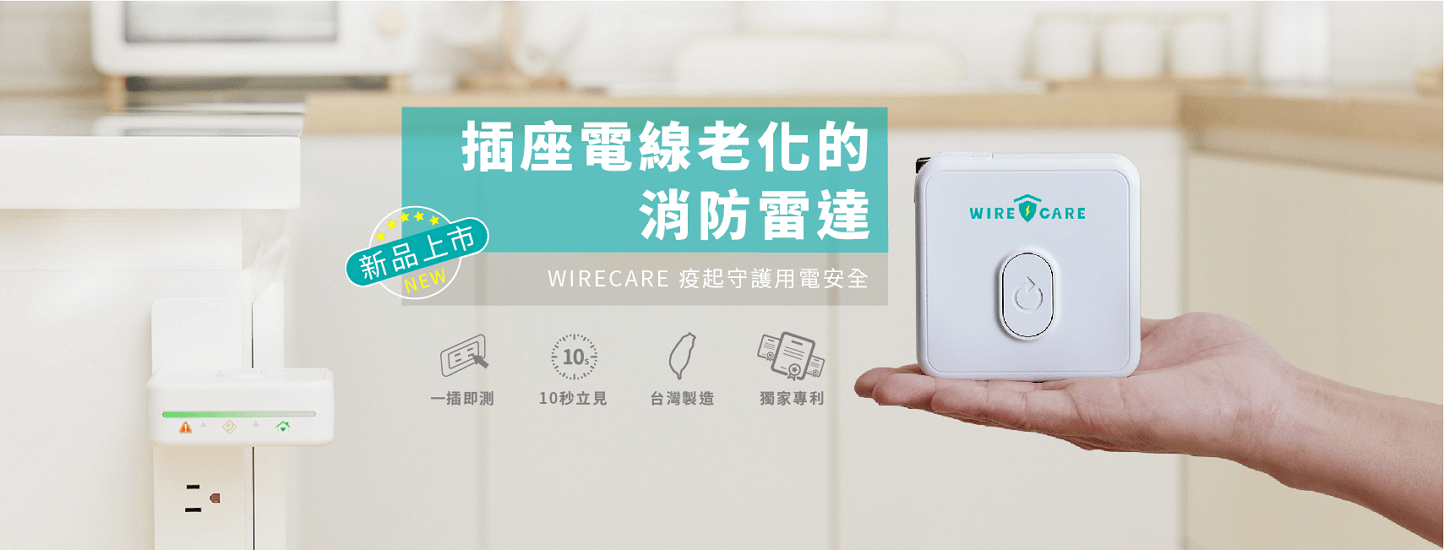 插座電線老化的
消防雷達
新品上市
NEW
WIRECARE 疫起守護用電安全
10s
一插即測
10秒立見
台灣製造
獨家專利
WIRE CARE